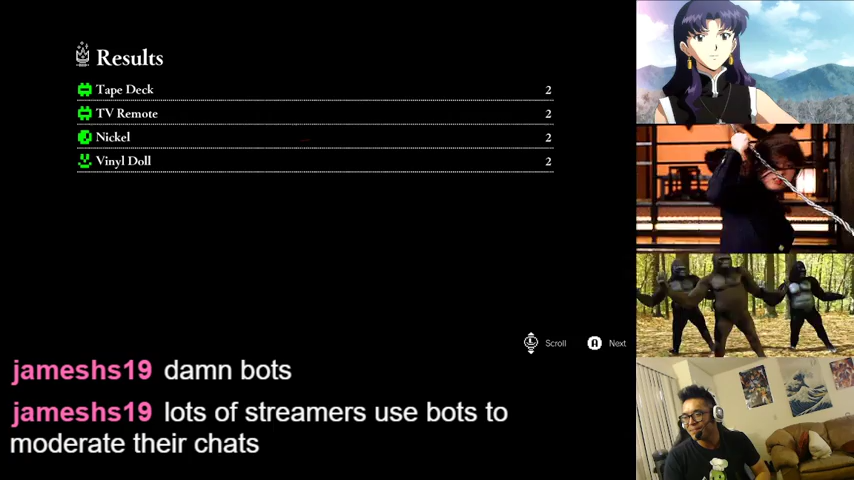 Results
Tape Deck 2
TV Remote 2
Nickel 2
Vinyl Doll 2
Scroll A Next
jameshs19 damn bots
jameshs19 lots of streamers use bots to
moderate their chats